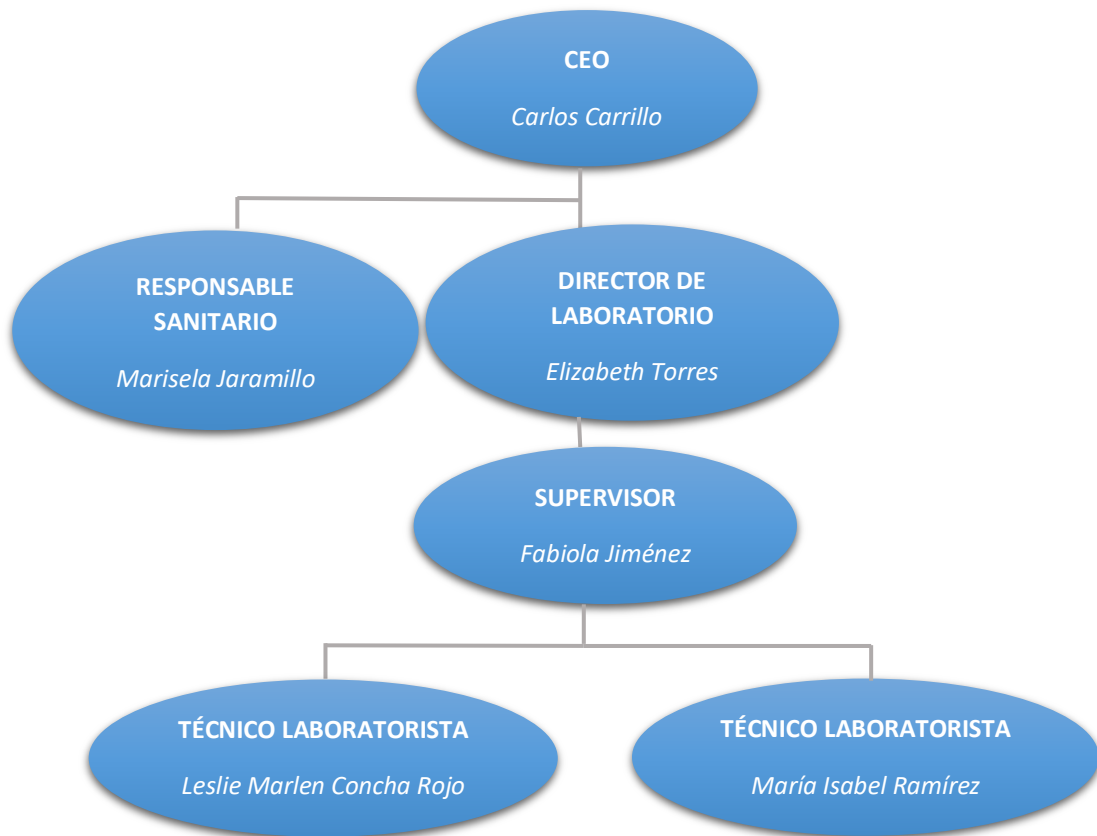 CEO
Carlos Carrillo
RESPONSABLE
SANITARIO
Marisela Jaramillo
DIRECTOR DE
LABORATORIO
Elizabeth Torres
SUPERVISOR
Fabiola Jiménez
TÉCNICO LABORATORISTA
Leslie Marlen Concha Rojo
TÉCNICO LABORATORISTA
María Isabel Ramírez